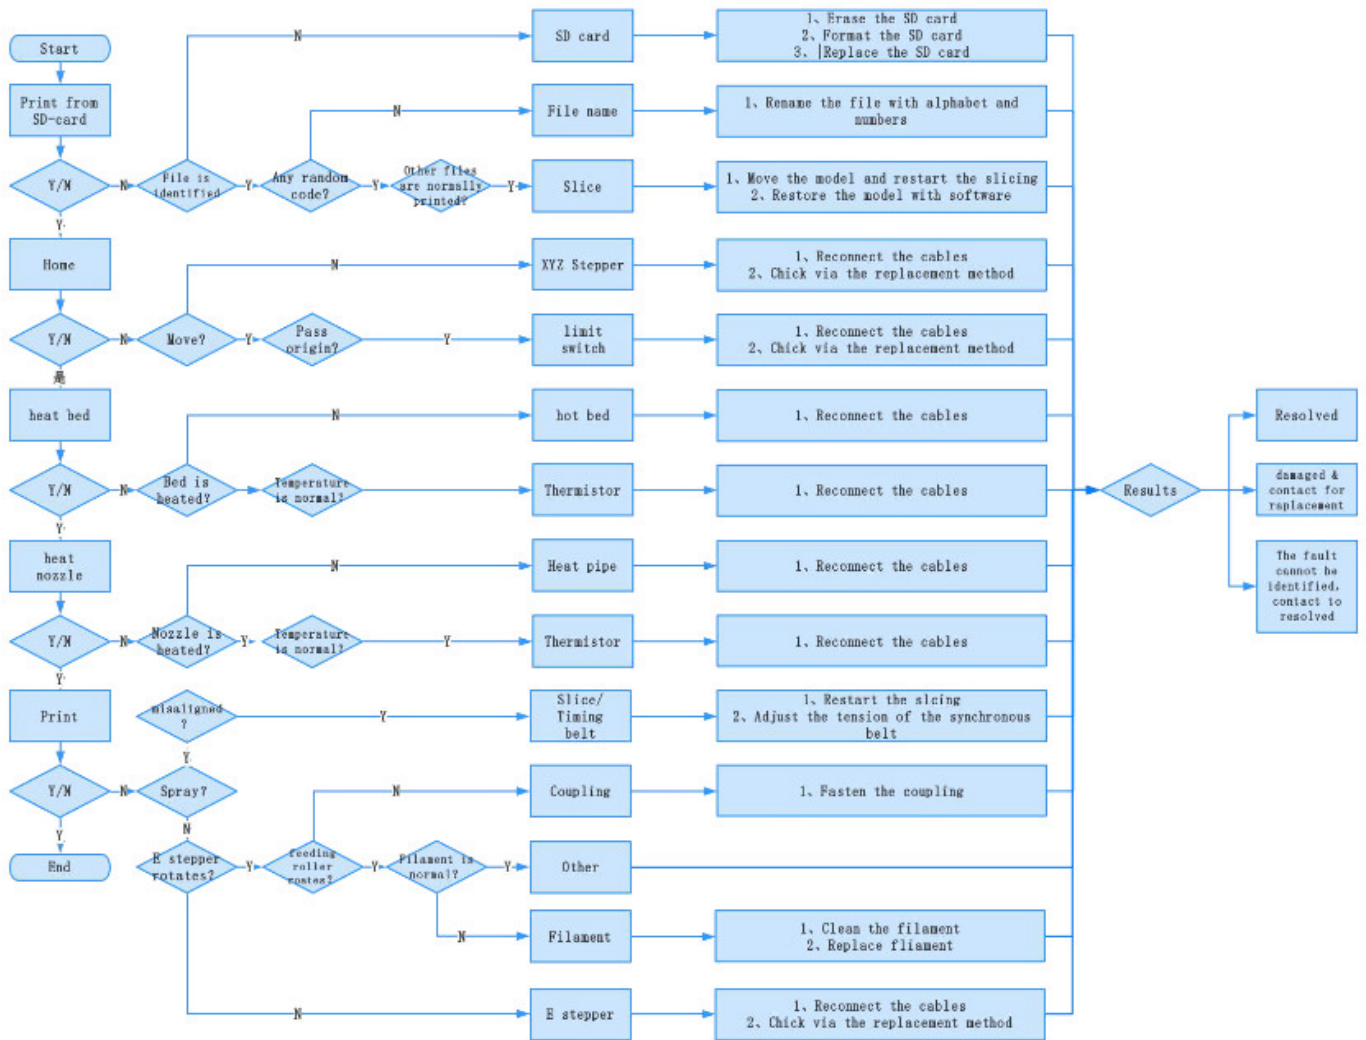 Start
Print from
SD-card
Y/N
N
File is
identified
N
SD card
1、Erase the SD card
2、Format the SD card
3、|Replace the SD card
Y
Any random
code?
N
File name
1、Rename the file with alphabet and
numbers
Y
Other files
are normally
printed?
Y
Slice
1、Move the model and restart the slicing
2、Restore the model with software
Y
Home
Y/N
N
Move?
N
XYZ Stepper
1、Reconnect the cables
2、Chick via the replacement method
Y
Pass
origin?
Y
limit
switch
1、Reconnect the cables
2、Chick via the replacement method
是
heat bed
Y/N
N
Bed is
heated?
N
hot bed
1、Reconnect the cables
Temperature
is normal?
Thermistor
1、Reconnect the cables
Y
heat
nozzle
Y/N
N
Nozzle is
heated?
N
Heat pipe
1、Reconnect the cables
Y
Temperature
is normal?
Y
Thermistor
1、Reconnect the cables
Y
Print
Y/N
N
Spray?
Y
misaligned
?
Y
Slice/
Timing
belt
1、Restart the slcing
2、Adjust the tension of the synchronous
belt
Y
End
N
E stepper
rotates?
Y
feeding
roller
roates?
N
Coupling
1、Fasten the coupling
Y
Filament is
normal?
Y
Other
N
Filament
1、Clean the filament
2、Replace fliament
N
E stepper
1、Reconnect the cables
2、Chick via the replacement method
Results
Resolved
damaged &
contact for
raplacement
The fault
cannot be
identified,
contact to
resolved